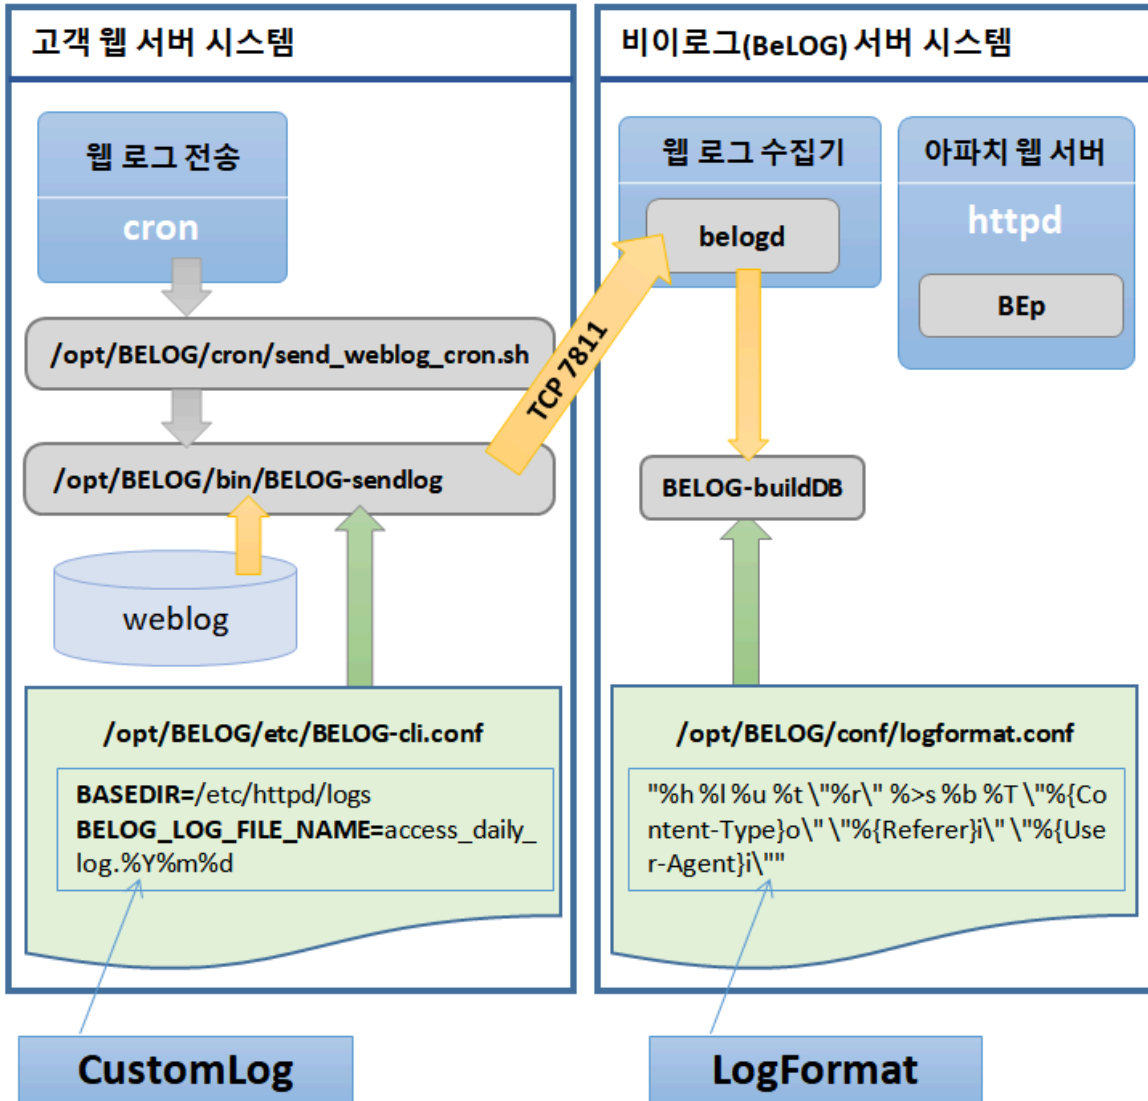 고객 웹 서버 시스템
웹 로그 전송
cron
/opt/BELOG/cron/send_weblog_cron.sh
/opt/BELOG/bin/BELOG-sendlog
weblog
/opt/BELOG/etc/BELOG-cli.conf
BASEDIR=/etc/httpd/logs
BELOG_LOG_FILE_NAME=access_daily_
log.%Y%m%d
CustomLog
TCP 7811
비이로그(BeLOG) 서버 시스템
웹 로그 수집기
belogd
아파치 웹 서버
httpd
BEp
BELOG-buildDB
/opt/BELOG/conf/logformat.conf
"%h %l %u %t \"%r\" %>s %b %T \"%{Co
ntent-Type}o\" \"%{Referer}i\" \"%{Use
r-Agent}i\""
LogFormat